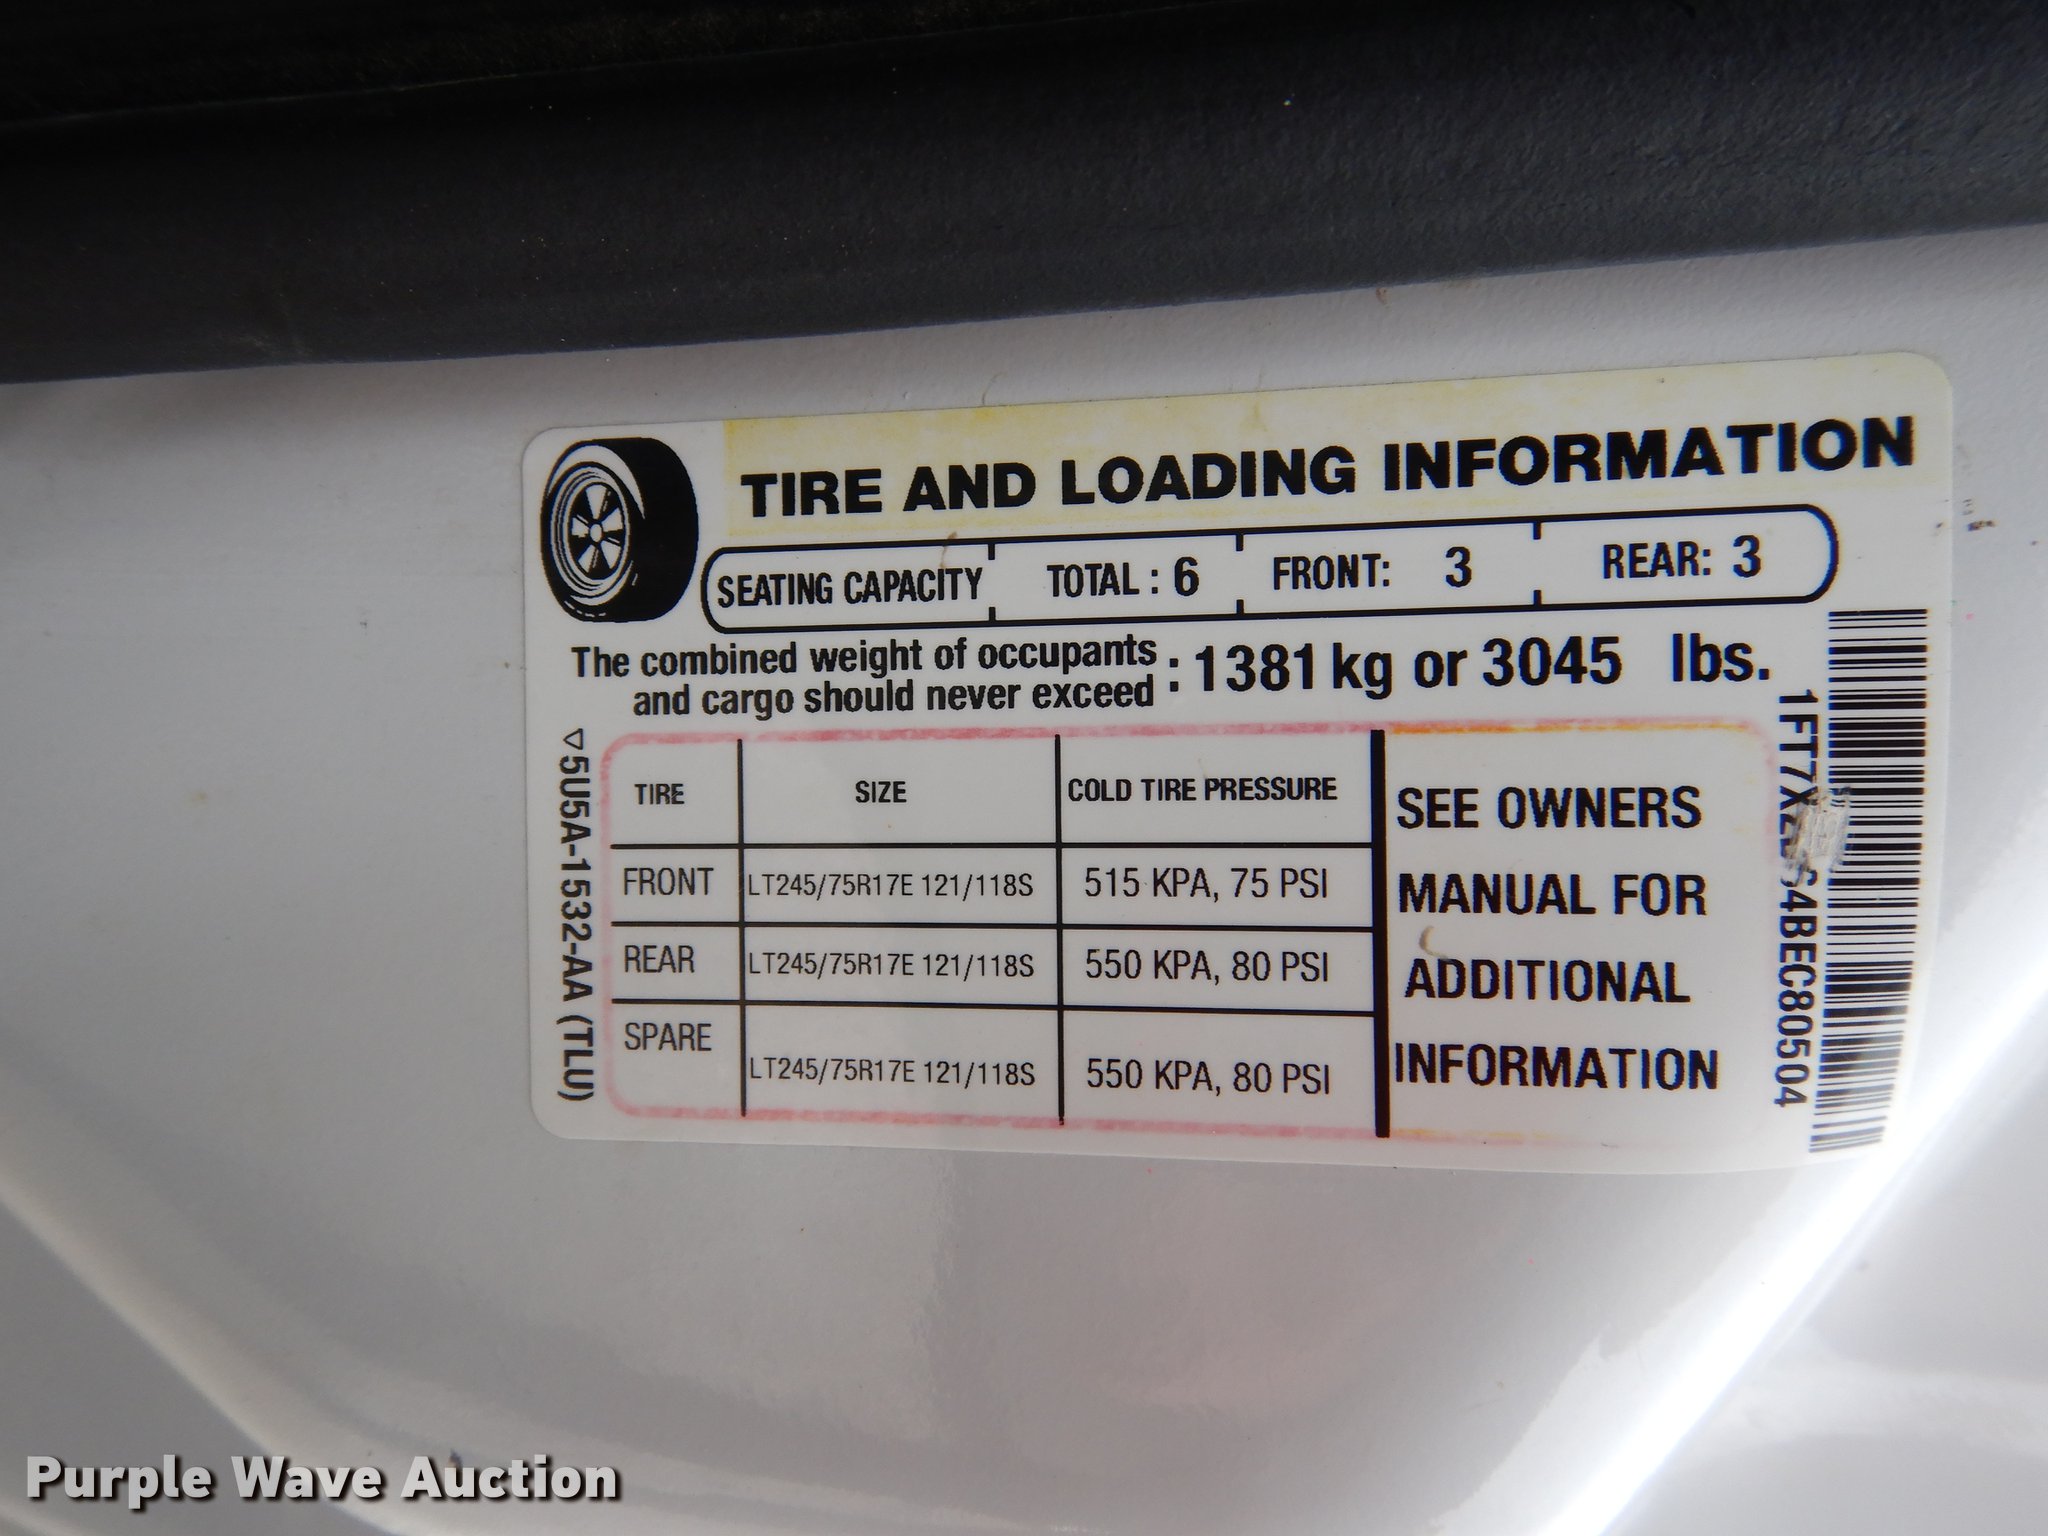 TIRE AND LOADING INFORMATION
SEATING CAPACITY TOTAL : 6 FRONT: 3 REAR: 3
The combined weight of occupants
and cargo should never exceed : 1381 kg or 3045 lbs.
TIRE SIZE COLD TIRE PRESSURE
FRONT LT245/75R17E 121/118S 515 KPA, 75 PSI
REAR LT245/75R17E 121/118S 550 KPA, 80 PSI
SPARE LT245/75R17E 121/118S 550 KPA, 80 PSI
SEE OWNERS
MANUAL FOR
ADDITIONAL
INFORMATION
▽5U5A-1532-AA (TLU)
Purple Wave Auction